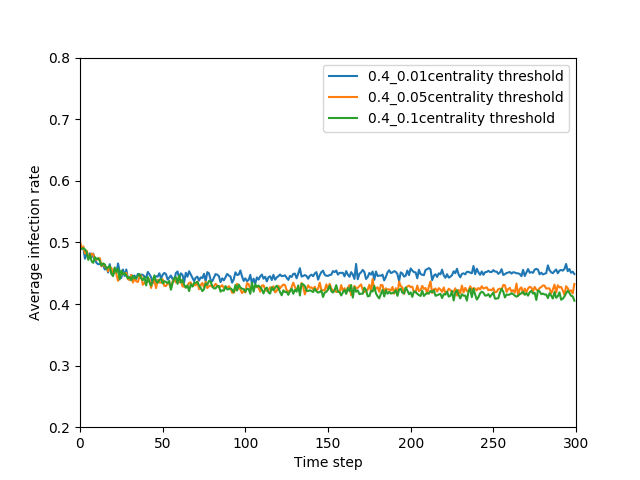 0.8
0.7
0.6
0.5
0.4
0.3
0.2
Average infection rate
0.4_0.01centrality threshold
0.4_0.05centrality threshold
0.4_0.1centrality threshold
0 50 100 150 200 250 300
Time step